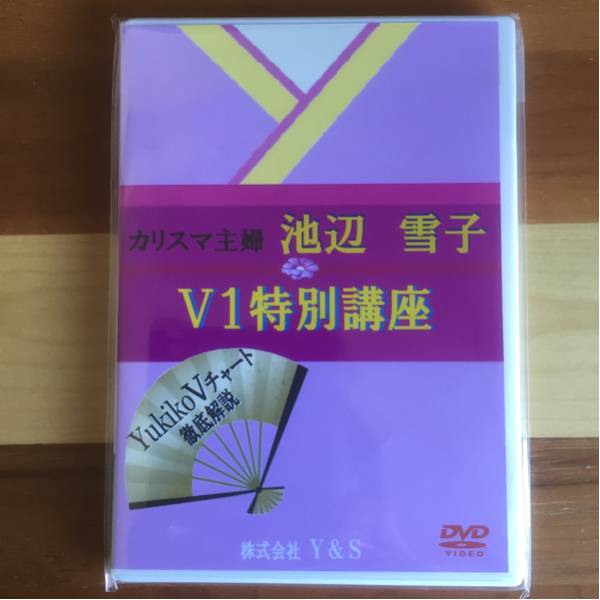 カリスマ主婦 池辺 雪子
V1特別講座
YukikoVチャート
徹底解説
DVD
VIDEO
株式会社 Y&S